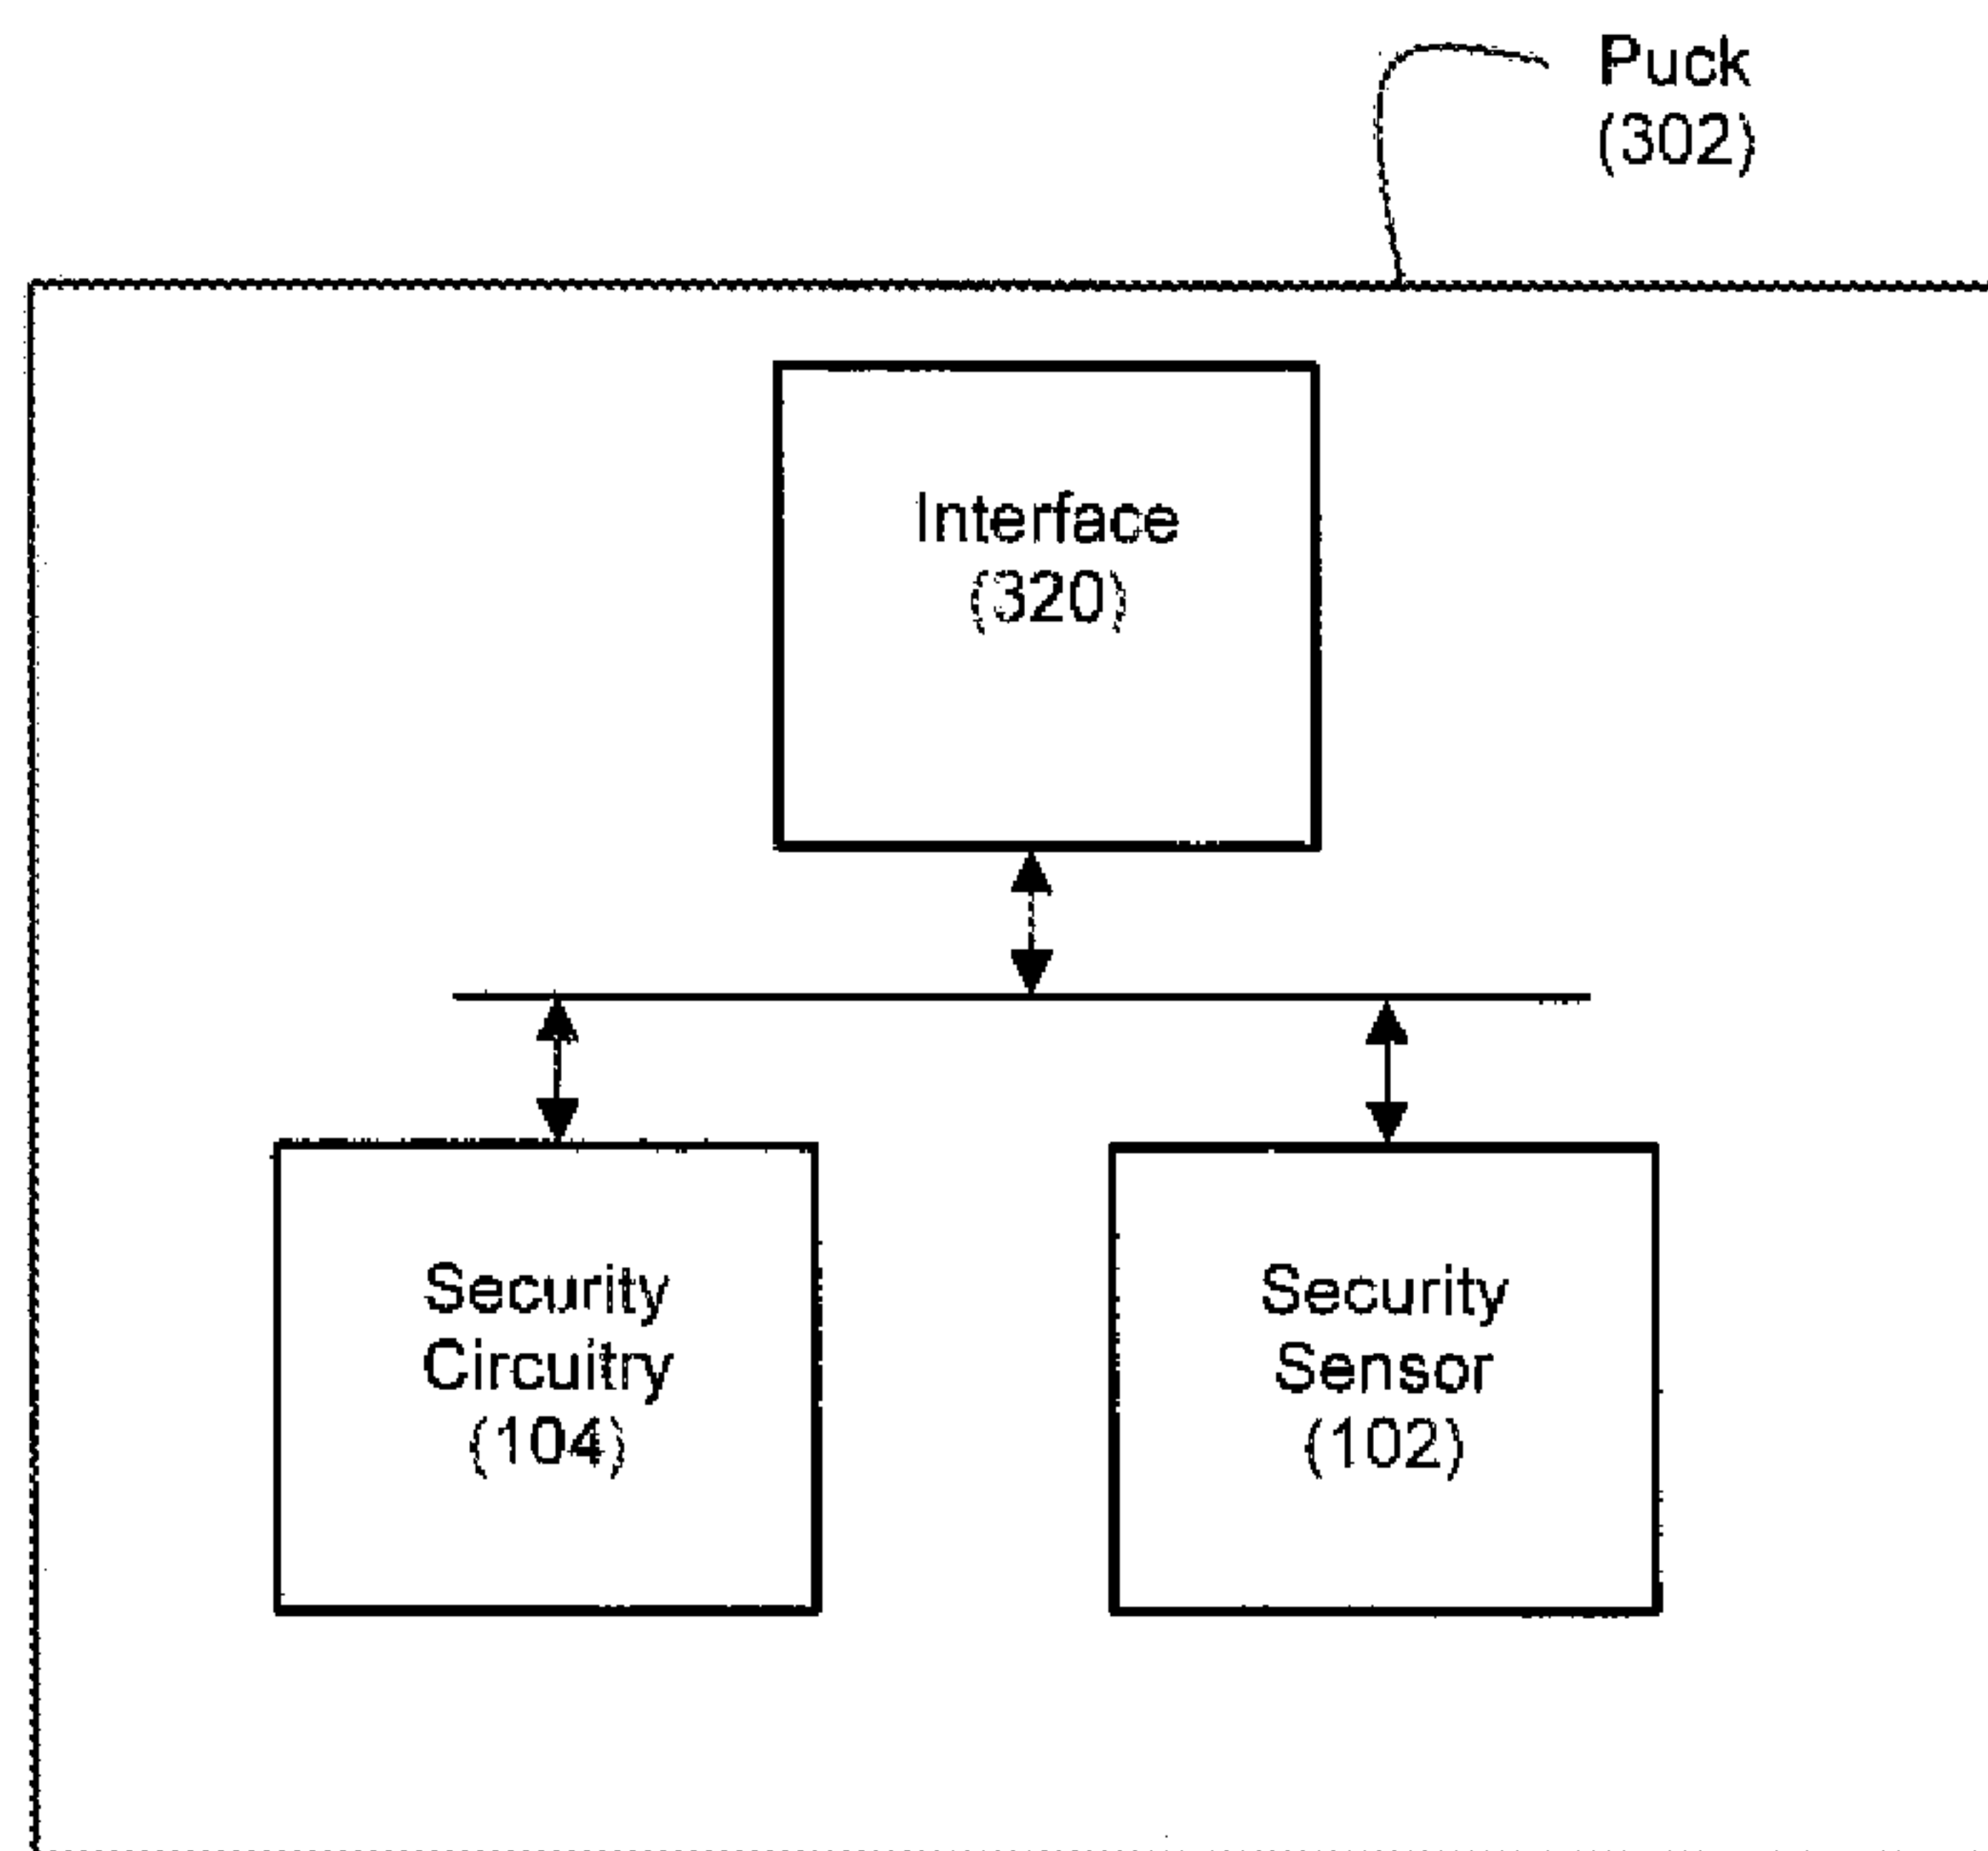 Puck
(302)
Interface
(320)
Security
Circuitry
(104)
Security
Sensor
(102)